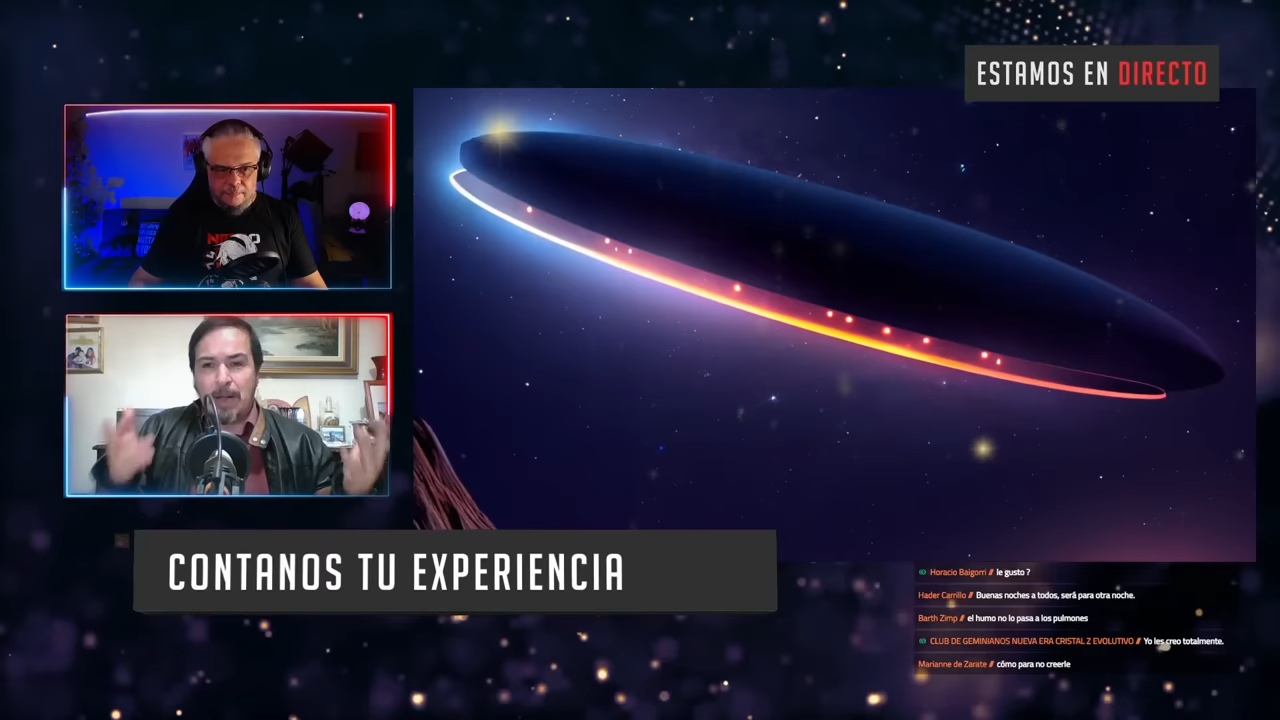 ESTAMOS EN DIRECTO
CONTANOS TU EXPERIENCIA
Horacio Baigorri // le gusto ?
Hader Carrillo // Buenas noches a todos, será para otra noche.
Barth Zimp // el humo no lo pasa a los pulmones
CLUB DE GEMINIANOS NUEVA ERA CRISTAL Z EVOLUTIVO // Yo les creo totalmente.
Marianne de Zarate // cómo para no creerle